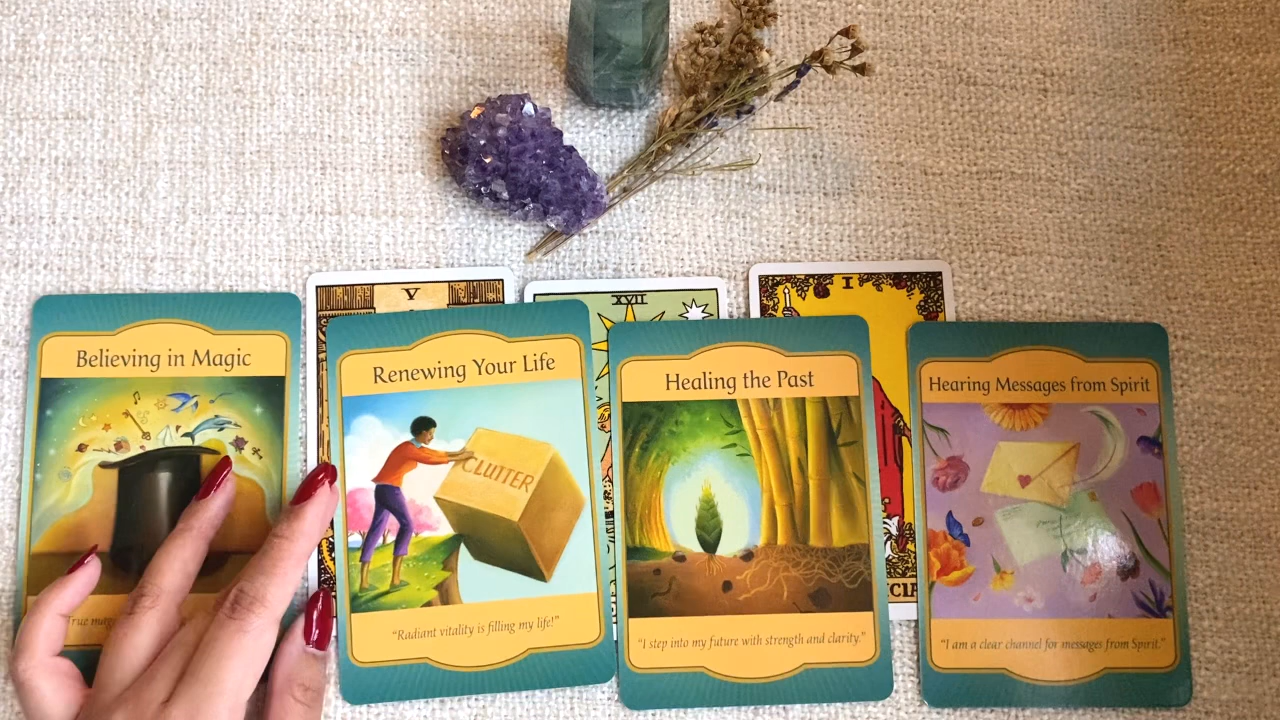 V
XVII
I
Believing in Magic
Renewing Your Life
CLUTTER
"Radiant vitality is filling my life!"
Healing the Past
"I step into my future with strength and clarity."
Hearing Messages from Spirit
"I am a clear channel for messages from Spirit."